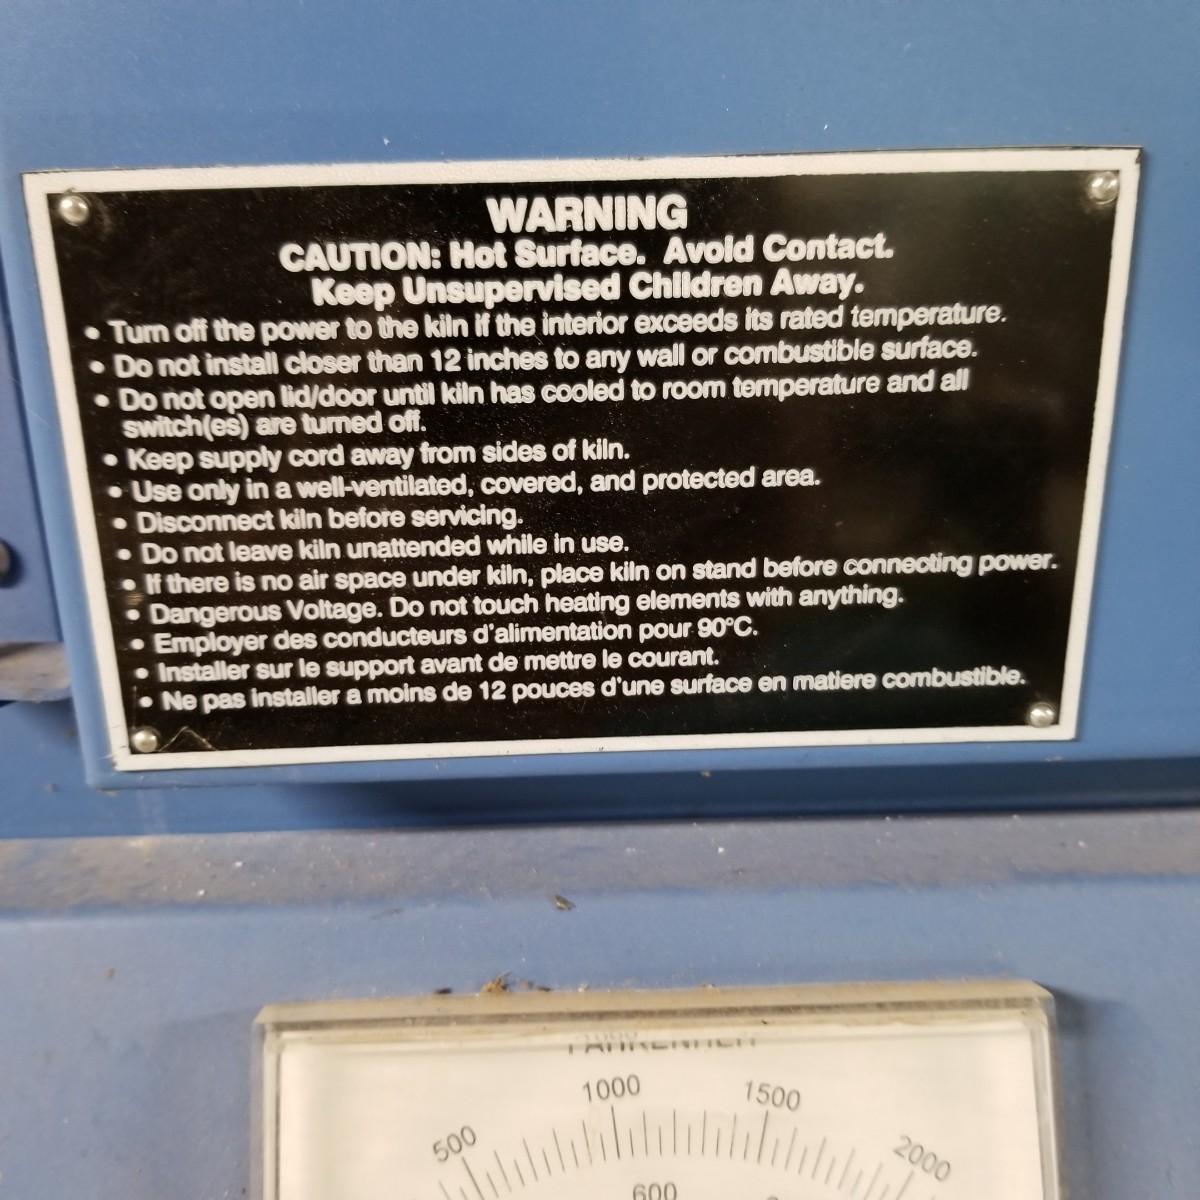 WARNING
CAUTION: Hot Surface. Avoid Contact.
Keep Unsupervised Children Away.
• Turn off the power to the kiln if the interior exceeds its rated temperature.
• Do not install closer than 12 inches to any wall or combustible surface.
• Do not open lid/door until kiln has cooled to room temperature and all
switch(es) are turned off.
• Keep supply cord away from sides of kiln.
• Use only in a well-ventilated, covered, and protected area.
• Disconnect kiln before servicing.
• Do not leave kiln unattended while in use.
• If there is no air space under kiln, place kiln on stand before connecting power.
• Dangerous Voltage. Do not touch heating elements with anything.
• Employer des conducteurs d'alimentation pour 90°C.
• Installer sur le support avant de mettre le courant.
• Ne pas installer a moins de 12 pouces d'une surface en matiere combustible.
FAHRENHEIT
500 1000 1500 2000
600